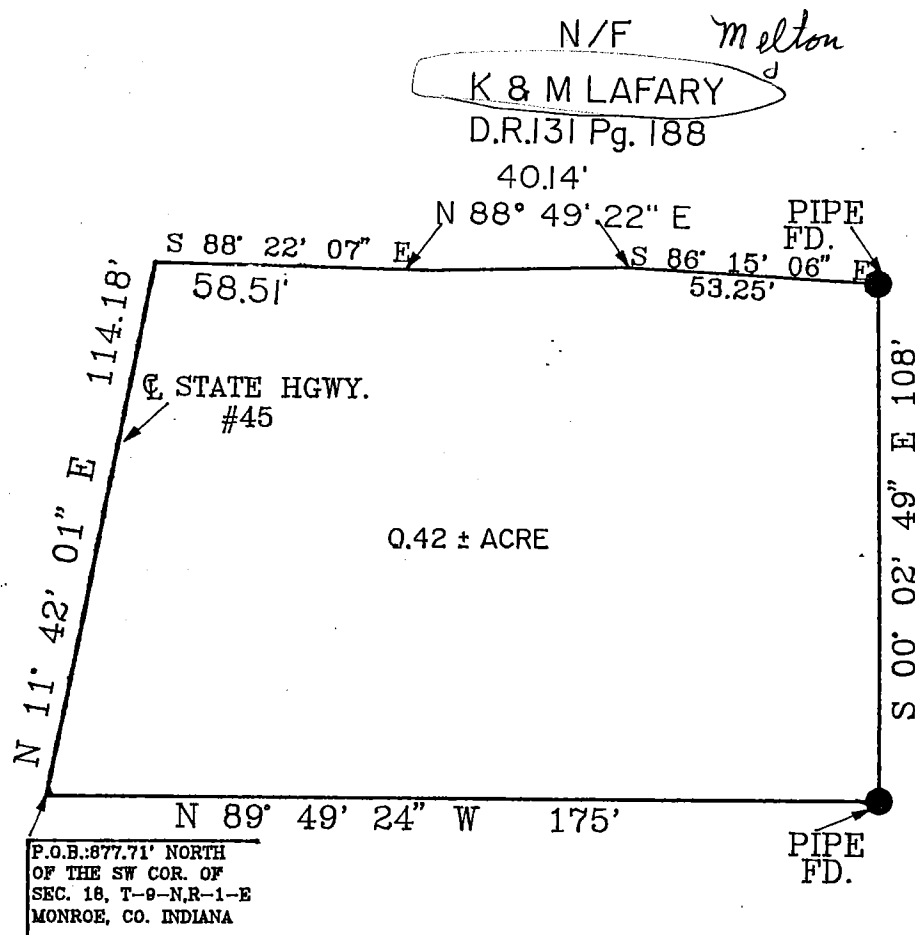 N/F Melton
K & M LAFARY
D.R.131 Pg. 188
40.14'
N 88° 49' 22" E
PIPE
FD.
S 88° 22' 07" E
58.51'
S 86° 15' 06" E
53.25'
N 11° 42' 01" E 114.18'
℄ STATE HGWY.
#45
0.42 ± ACRE
S 00° 02' 49" E 108'
N 89° 49' 24" W 175'
PIPE
FD.
P.O.B.:877.71' NORTH
OF THE SW COR. OF
SEC. 18, T-9-N,R-1-E
MONROE, CO. INDIANA